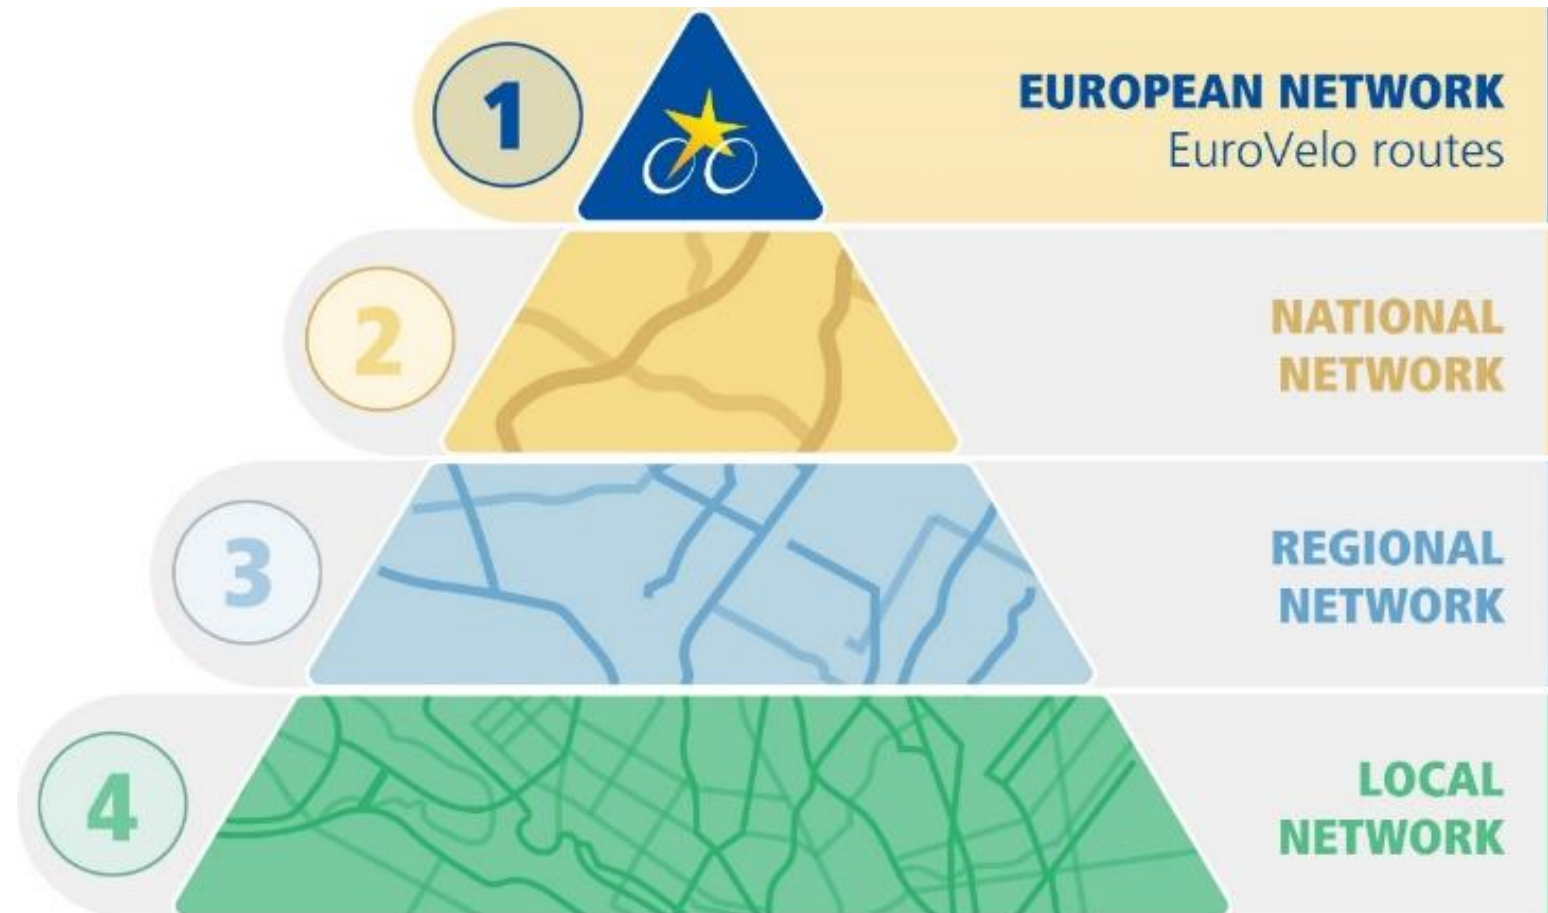 1
EUROPEAN NETWORK
EuroVelo routes
2
NATIONAL
NETWORK
3
REGIONAL
NETWORK
4
LOCAL
NETWORK